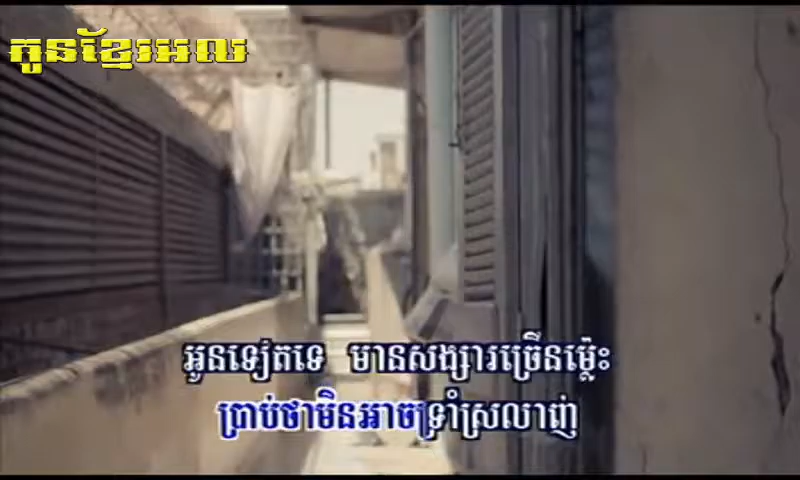 កូនខ្មែរអល
អូនទៀតទេ មានសង្សារច្រើនម្ល៉េះ
ប្រាប់ថាមិនអាចទ្រាំស្រលាញ់